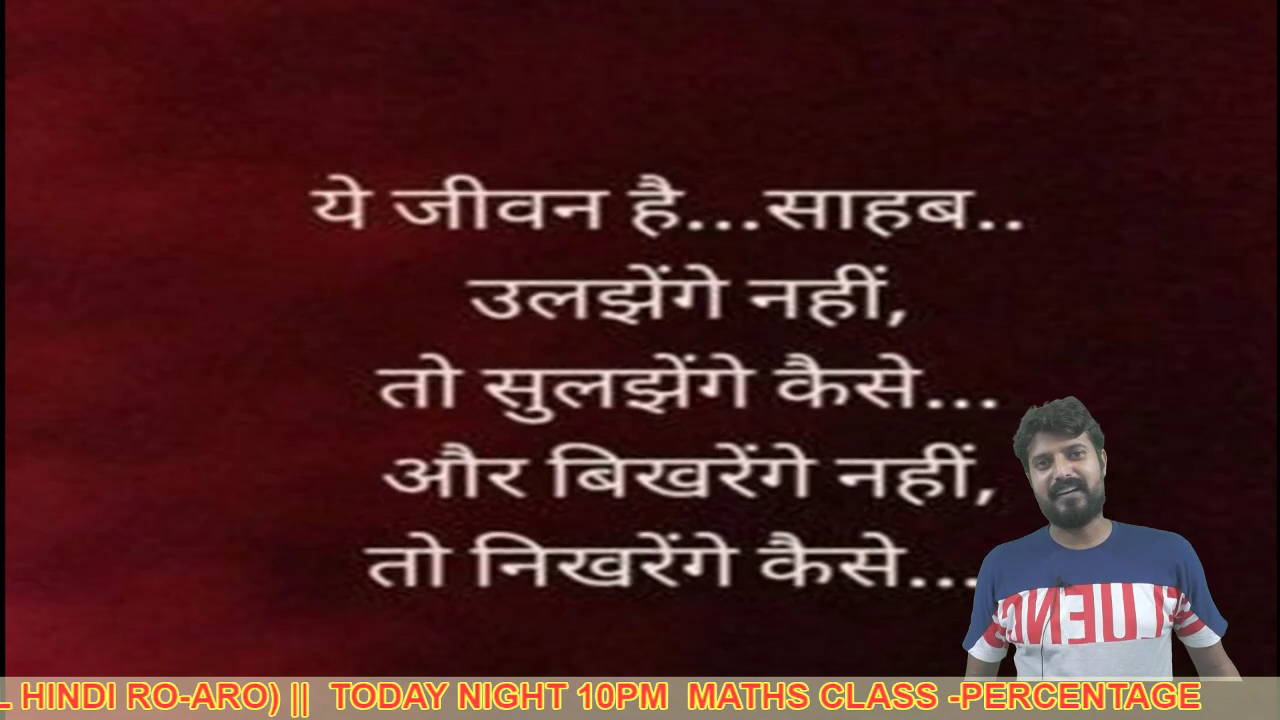 ये जीवन है...साहब..
उलझेंगे नहीं,
तो सुलझेंगे कैसे...
और बिखरेंगे नहीं,
तो निखरेंगे कैसे...
L HINDI RO-ARO) || TODAY NIGHT 10PM MATHS CLASS -PERCENTAGE